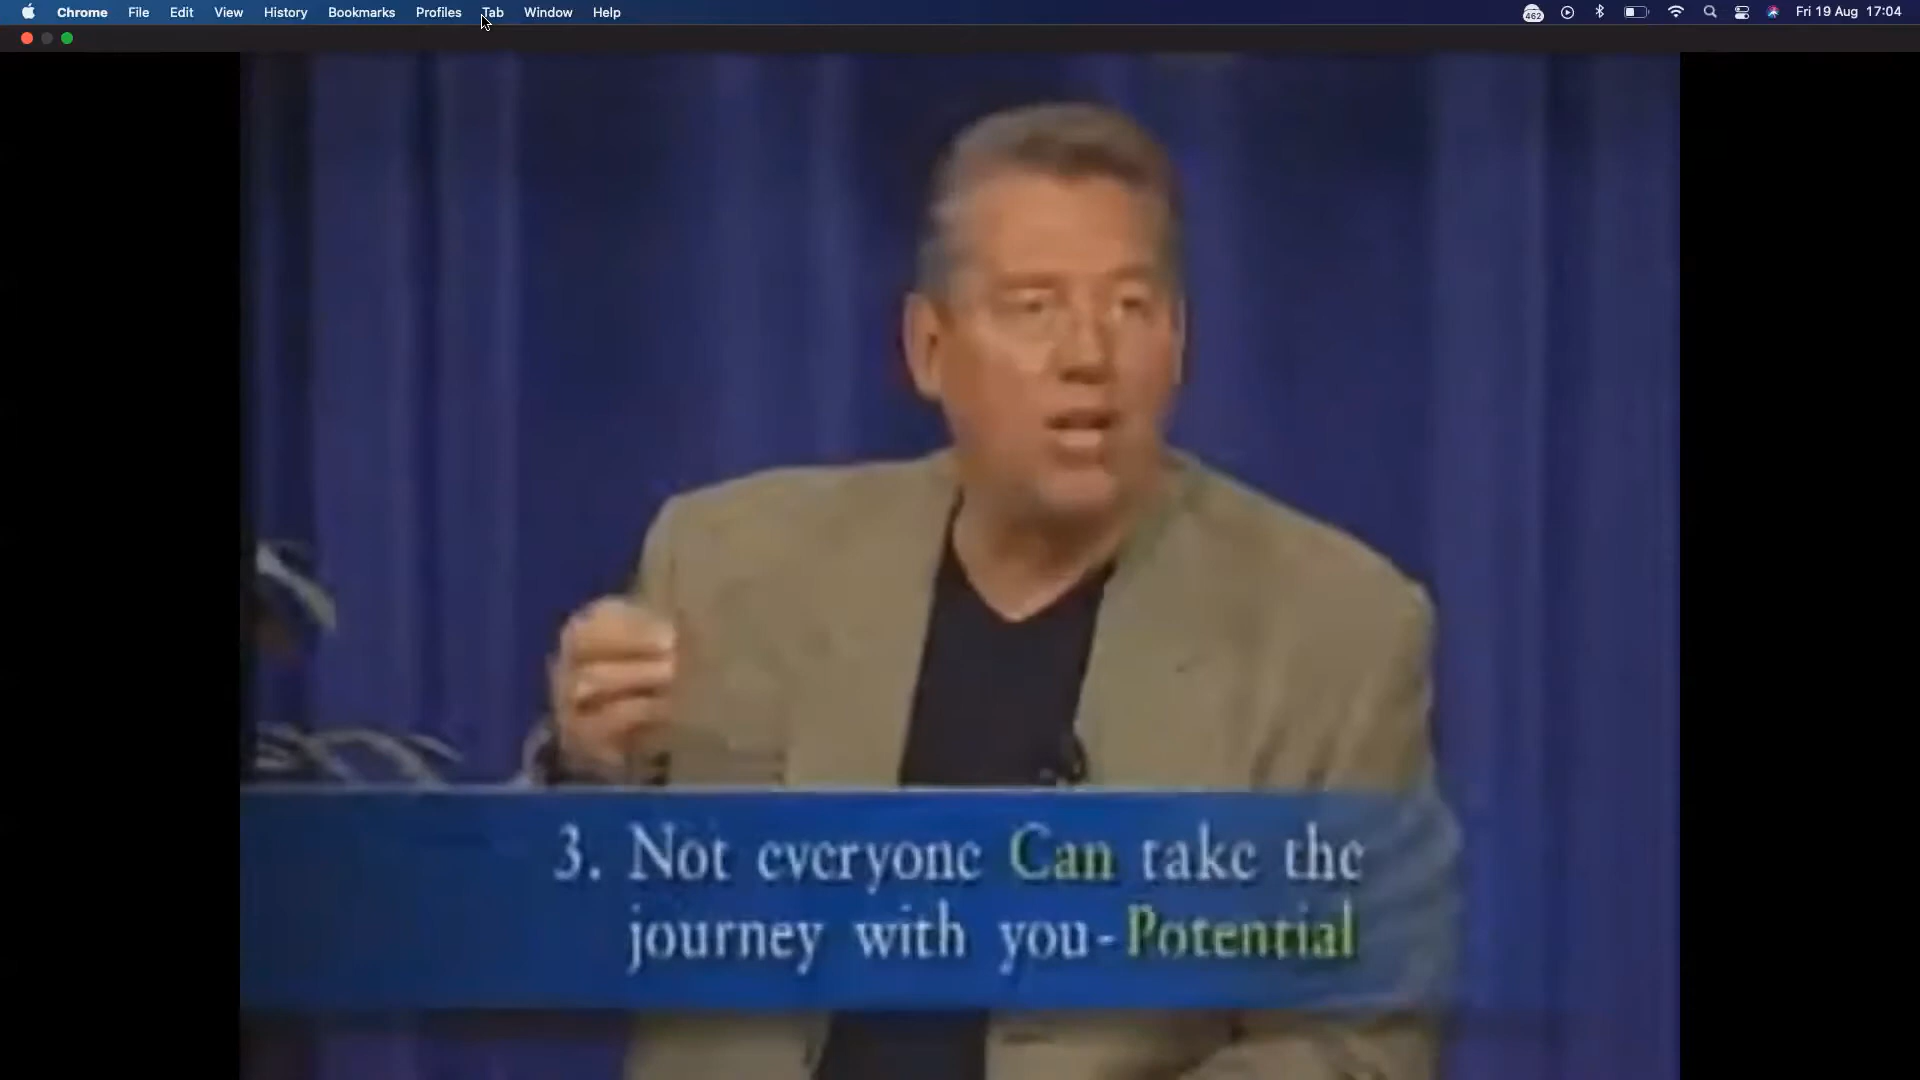 Chrome File Edit View History Bookmarks Profiles Tab Window Help 462 Fri 19 Aug 17:04
3. Not everyone Can take the
journey with you-Potential